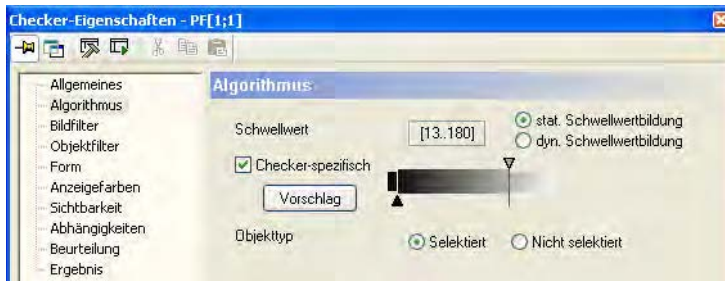 Checker-Eigenschaften - PF[1;1]
Allgemeines
Algorithmus
Bildfilter
Objektfilter
Form
Anzeigefarben
Sichtbarkeit
Abhängigkeiten
Beurteilung
Ergebnis
Algorithmus
Schwellwert
[13..180]
stat. Schwellwertbildung
dyn. Schwellwertbildung
Checker-spezifisch
Vorschlag
Objekttyp
Selektiert
Nicht selektiert